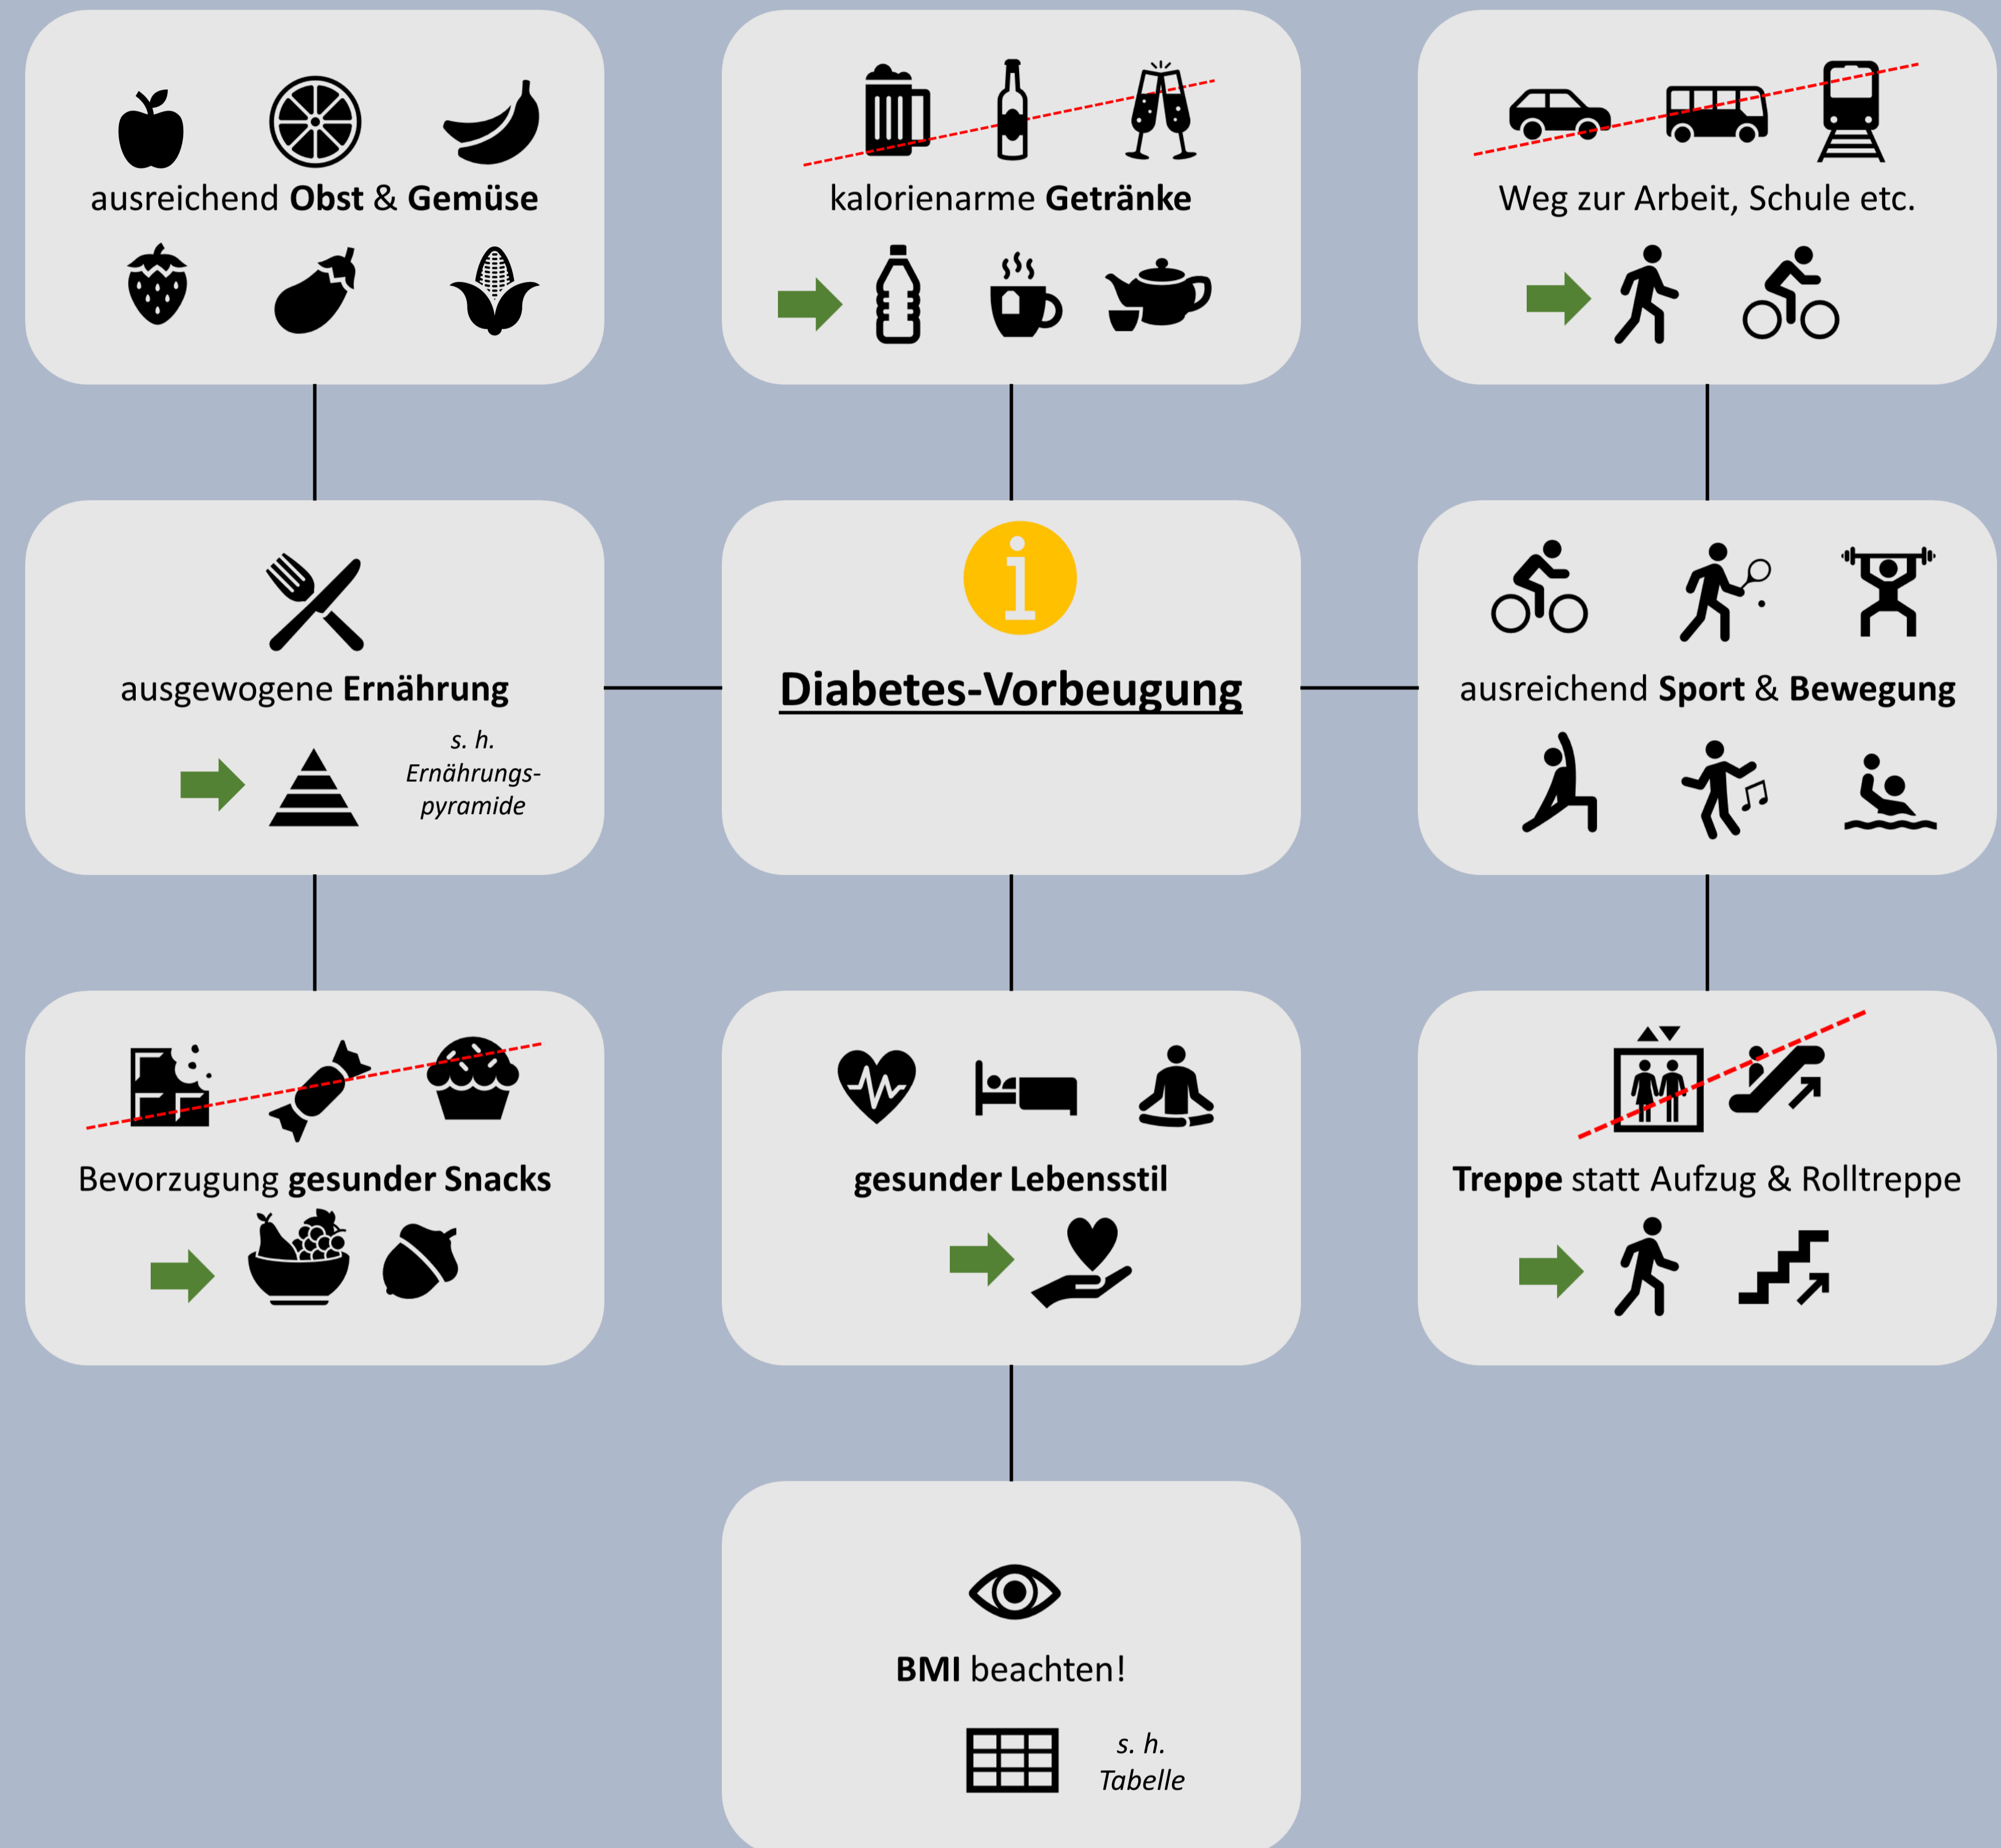 ausreichend Obst & Gemüse
kalorienarme Getränke
Weg zur Arbeit, Schule etc.
ausgewogene Ernährung
s. h.
Ernährungs-
pyramide
i
Diabetes-Vorbeugung
ausreichend Sport & Bewegung
Bevorzugung gesunder Snacks
gesunder Lebensstil
Treppe statt Aufzug & Rolltreppe
BMI beachten!
s. h.
Tabelle